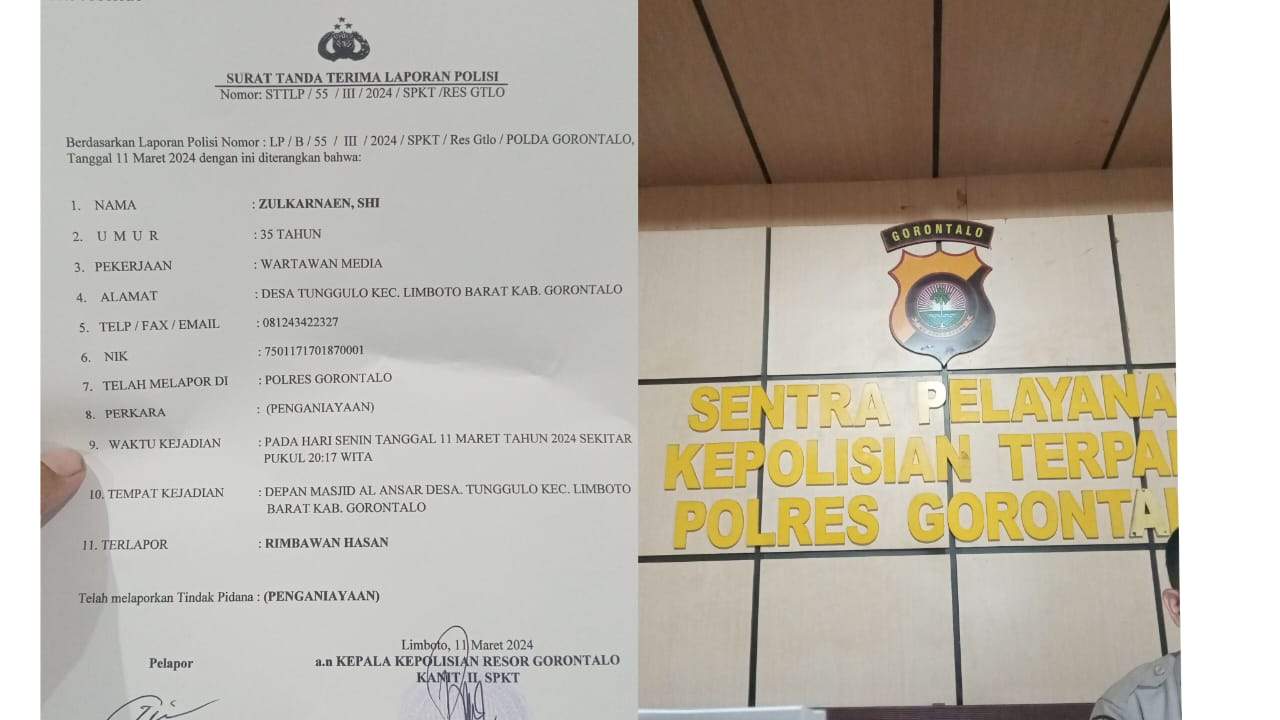 SURAT TANDA TERIMA LAPORAN POLISI
Nomor: STTLP / 55 / III / 2024 / SPKT /RES GTLO
Berdasarkan Laporan Polisi Nomor : LP / B / 55 / III / 2024 / SPKT / Res Gtlo / POLDA GORONTALO,
Tanggal 11 Maret 2024 dengan ini diterangkan bahwa:
1. NAMA : ZULKARNAEN, SHI
2. U M U R : 35 TAHUN
3. PEKERJAAN : WARTAWAN MEDIA
4. ALAMAT : DESA TUNGGULO KEC. LIMBOTO BARAT KAB. GORONTALO
5. TELP / FAX / EMAIL : 081243422327
6. NIK : 7501171701870001
7. TELAH MELAPOR DI : POLRES GORONTALO
8. PERKARA : (PENGANIAYAAN)
9. WAKTU KEJADIAN : PADA HARI SENIN TANGGAL 11 MARET TAHUN 2024 SEKITAR
PUKUL 20:17 WITA
10. TEMPAT KEJADIAN : DEPAN MASJID AL ANSAR DESA. TUNGGULO KEC. LIMBOTO
BARAT KAB. GORONTALO
11. TERLAPOR : RIMBAWAN HASAN
Telah melaporkan Tindak Pidana : (PENGANIAYAAN)
Limboto, 11 Maret 2024
Pelapor a.n KEPALA KEPOLISIAN RESOR GORONTALO
KANIT II SPKT
GORONTALO
SENTRA PELAYANA
KEPOLISIAN TERPA
POLRES GORONTA